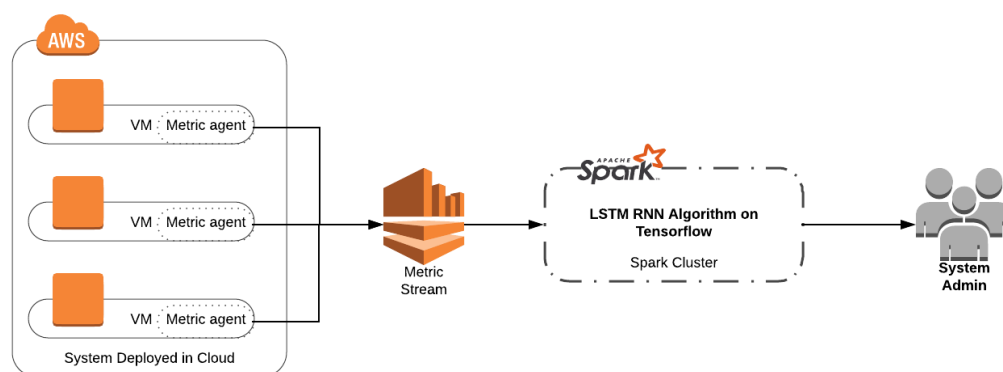 AWS
VM Metric agent
VM Metric agent
VM Metric agent
System Deployed in Cloud
Metric
Stream
APACHE
Spark
LSTM RNN Algorithm on
Tensorflow
Spark Cluster
System
Admin